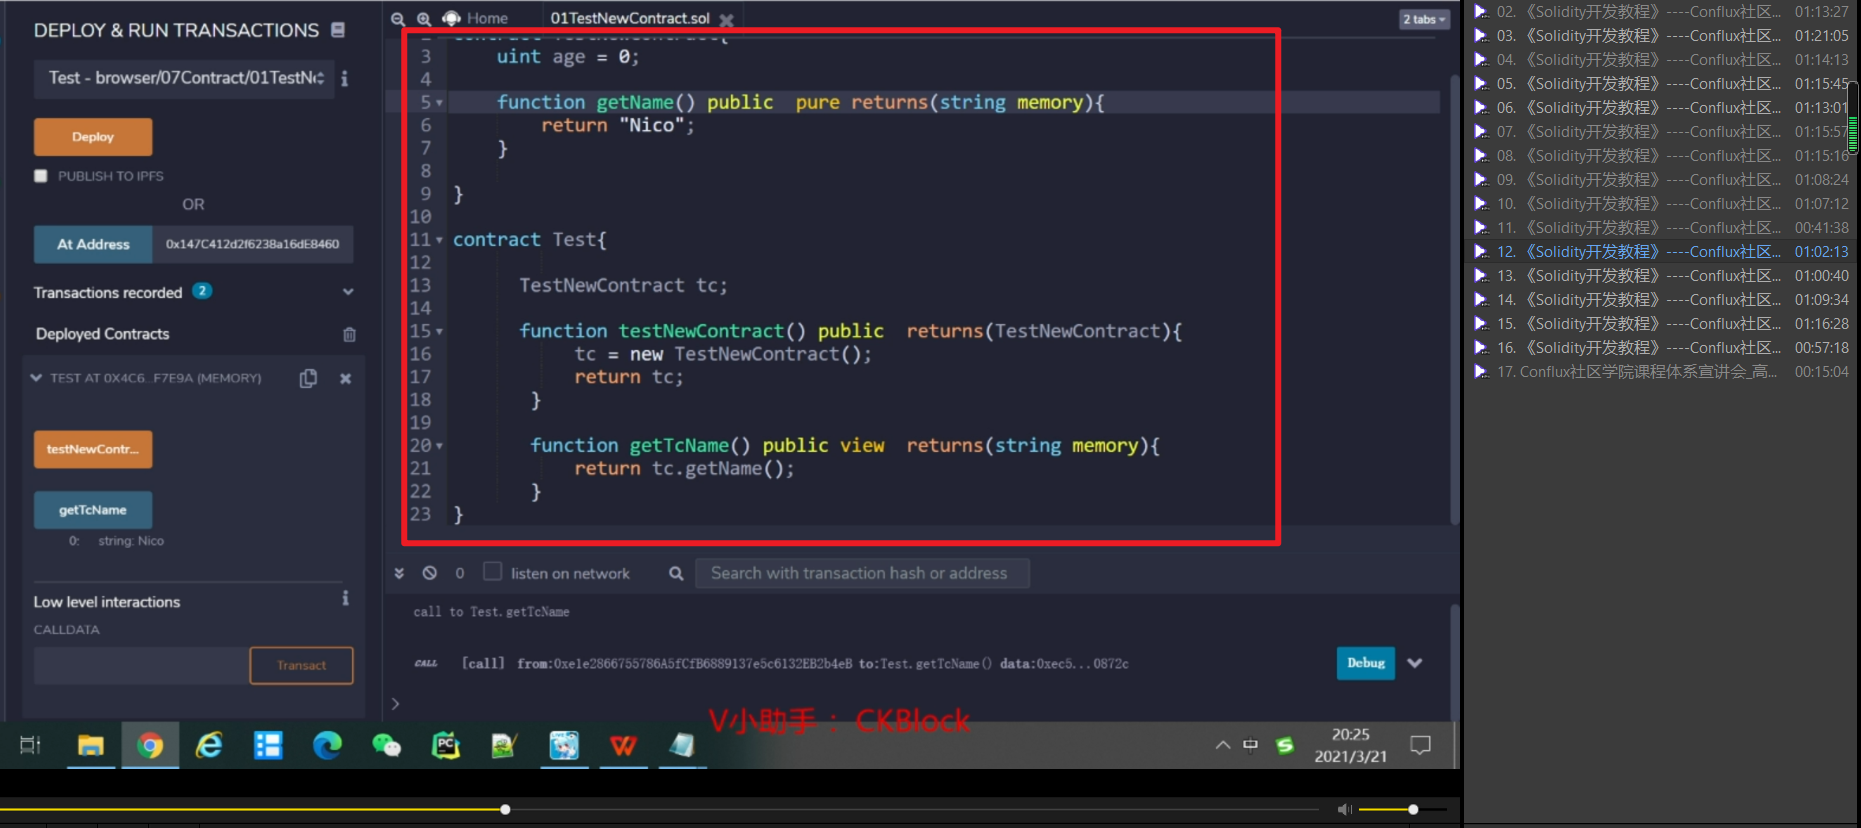 DEPLOY & RUN TRANSACTIONS
Test - browser/07Contract/01TestNe
Deploy
PUBLISH TO IPFS
OR
At Address 0x147C412d2f6238a16dE8460
Transactions recorded 2
Deployed Contracts
TEST AT 0X4C6...F7E9A (MEMORY)
testNewContr...
getTcName
0: string: Nico
Low level interactions
CALLDATA
Transact
Home 01TestNewContract.sol 2 tabs
3 uint age = 0;
4
5 function getName() public pure returns(string memory){
6 return "Nico";
7 }
8
9 }
10
11 contract Test{
12
13 TestNewContract tc;
14
15 function testNewContract() public returns(TestNewContract){
16 tc = new TestNewContract();
17 return tc;
18 }
19
20 function getTcName() public view returns(string memory){
21 return tc.getName();
22 }
23 }
0 listen on network Search with transaction hash or address
call to Test.getTcName
CALL [call] from:0xe1e2866755786A5fCfB6889137e5c6132EB2b4eB to:Test.getTcName() data:0xec5...0872c Debug
>
V小助手： CKBlock
中
20:25
2021/3/21
02. 《Solidity开发教程》----Conflux社区... 01:13:27
03. 《Solidity开发教程》----Conflux社区... 01:21:05
04. 《Solidity开发教程》----Conflux社区... 01:14:13
05. 《Solidity开发教程》----Conflux社区... 01:15:45
06. 《Solidity开发教程》----Conflux社区... 01:13:01
07. 《Solidity开发教程》----Conflux社区... 01:15:57
08. 《Solidity开发教程》----Conflux社区... 01:15:16
09. 《Solidity开发教程》----Conflux社区... 01:08:24
10. 《Solidity开发教程》----Conflux社区... 01:07:12
11. 《Solidity开发教程》----Conflux社区... 00:41:38
12. 《Solidity开发教程》----Conflux社区... 01:02:13
13. 《Solidity开发教程》----Conflux社区... 01:00:40
14. 《Solidity开发教程》----Conflux社区... 01:09:34
15. 《Solidity开发教程》----Conflux社区... 01:16:28
16. 《Solidity开发教程》----Conflux社区... 00:57:18
17. Conflux社区学院课程体系宣讲会_高... 00:15:04